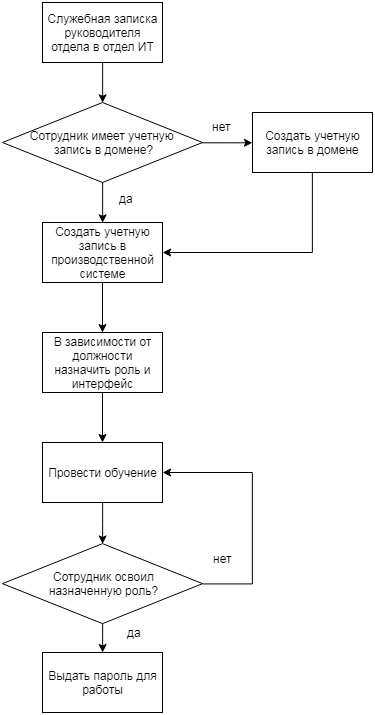 Служебная записка
руководителя
отдела в отдел ИТ
Сотрудник имеет учетную
запись в домене?
нет
Создать учетную
запись в домене
да
Создать учетную
запись в
производственной
системе
В зависимости от
должности
назначить роль и
интерфейс
Провести обучение
Сотрудник освоил
назначенную роль?
нет
да
Выдать пароль для
работы